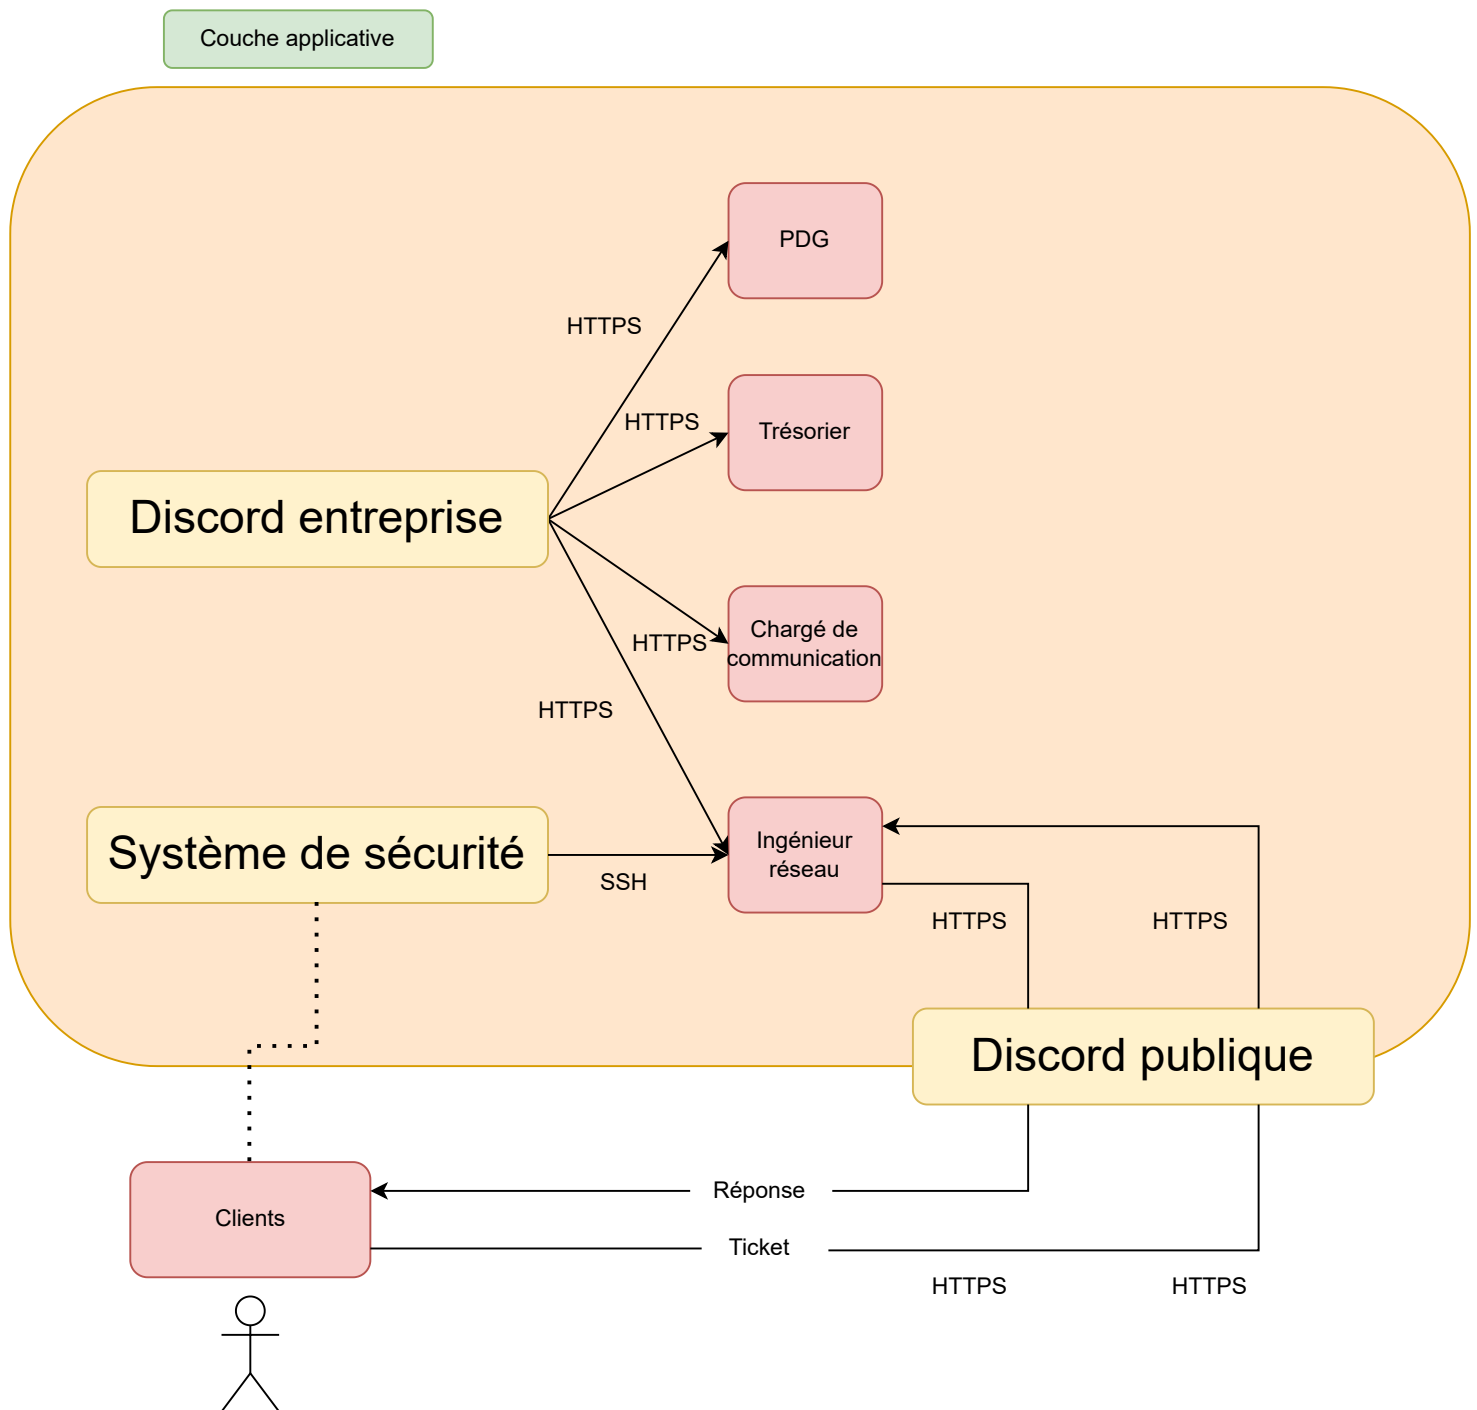 Couche applicative
PDG
HTTPS
HTTPS
Trésorier
Discord entreprise
Chargé de
communication
HTTPS
HTTPS
Système de sécurité
SSH
Ingénieur
réseau
HTTPS
HTTPS
Discord publique
Clients
Réponse
Ticket
HTTPS
HTTPS